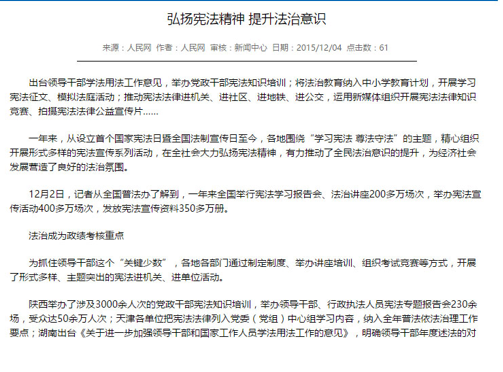 弘扬宪法精神 提升法治意识
来源：人民网 作者：人民网 审核：新闻中心 日期：2015/12/04 点击数：61
出台领导干部学法用法工作意见，举办党政干部宪法知识培训；将法治教育纳入中小学教育计划，开展学习
宪法征文、模拟法庭活动；推动宪法法律进机关、进社区、进地铁、进公交，运用新媒体组织开展宪法法律知识
竞赛、拍摄宪法法律公益宣传片……
一年来，从设立首个国家宪法日暨全国法制宣传日至今，各地围绕“学习宪法 尊法守法”的主题，精心组织
开展形式多样的宪法宣传系列活动，在全社会大力弘扬宪法精神，有力推动了全民法治意识的提升，为经济社会
发展营造了良好的法治氛围。
12月2日，记者从全国普法办了解到，一年来全国举行宪法学习报告会、法治讲座200多万场次，举办宪法宣
传活动400多万场次，发放宪法宣传资料350多万册。
法治成为政绩考核重点
为抓住领导干部这个“关键少数”，各地各部门通过制定制度、举办讲座培训、组织考试竞赛等方式，开展
了形式多样、主题突出的宪法进机关、进单位活动。
陕西举办了涉及3000余人次的党政干部宪法知识培训，举办领导干部、行政执法人员宪法专题报告会230余
场，受众达50余万人次；天津各单位把宪法法律列入党委（党组）中心组学习内容，纳入全年普法依法治理工作
要点；湖南出台《关于进一步加强领导干部和国家工作人员学法用法工作的意见》，明确领导干部年度述法的对